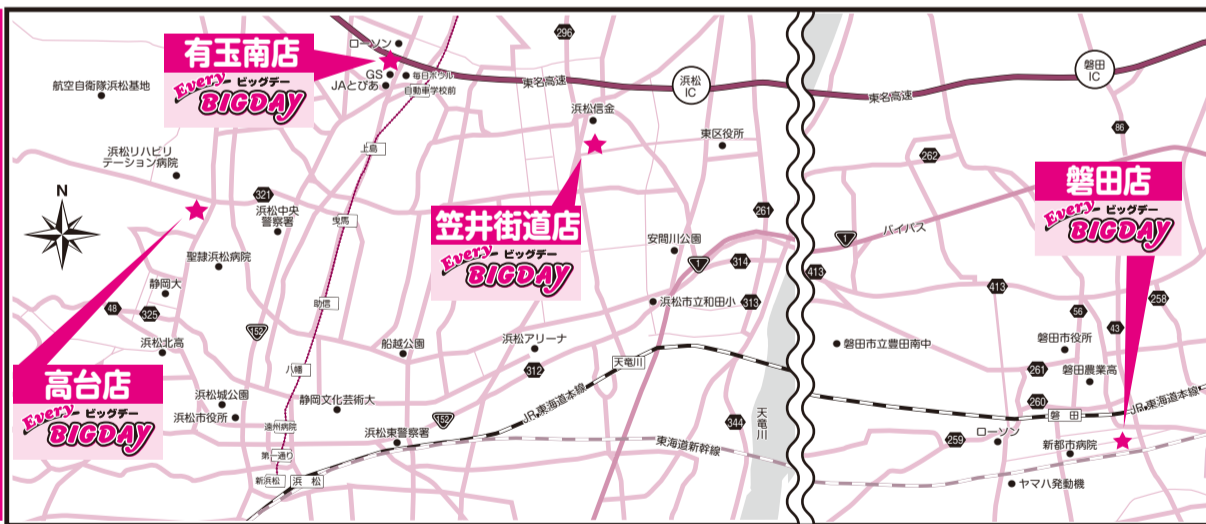 有玉南店
Every ビッグデー
BIGDAY
ローソン
GS
毎日ボウル
JAとぴあ
自動車学校前
航空自衛隊浜松基地
浜松リハビリ
テーション病院
N
321
浜松中央
警察署
聖隷浜松病院
静岡大
48
325
浜松北高
152
高台店
Every ビッグデー
BIGDAY
浜松城公園
浜松市役所
上島
曳馬
助信
八幡
遠州病院
第一通り
新浜松
浜松
静岡文化芸術大
船越公園
浜松東警察署
152
296
東名高速
浜松
IC
浜松信金
東区役所
笠井街道店
Every ビッグデー
BIGDAY
261
安間川公園
1
314
浜松市立和田小
313
浜松アリーナ
312
天竜川
JR東海道本線
東海道新幹線
344
天竜川
東名高速
磐田
IC
86
262
磐田店
Every ビッグデー
BIGDAY
1
バイパス
413
413
258
56
43
磐田市役所
磐田市立豊田南中
261
磐田農業高
260
磐田
JR東海道本線
259
ローソン
新都市病院
ヤマハ発動機